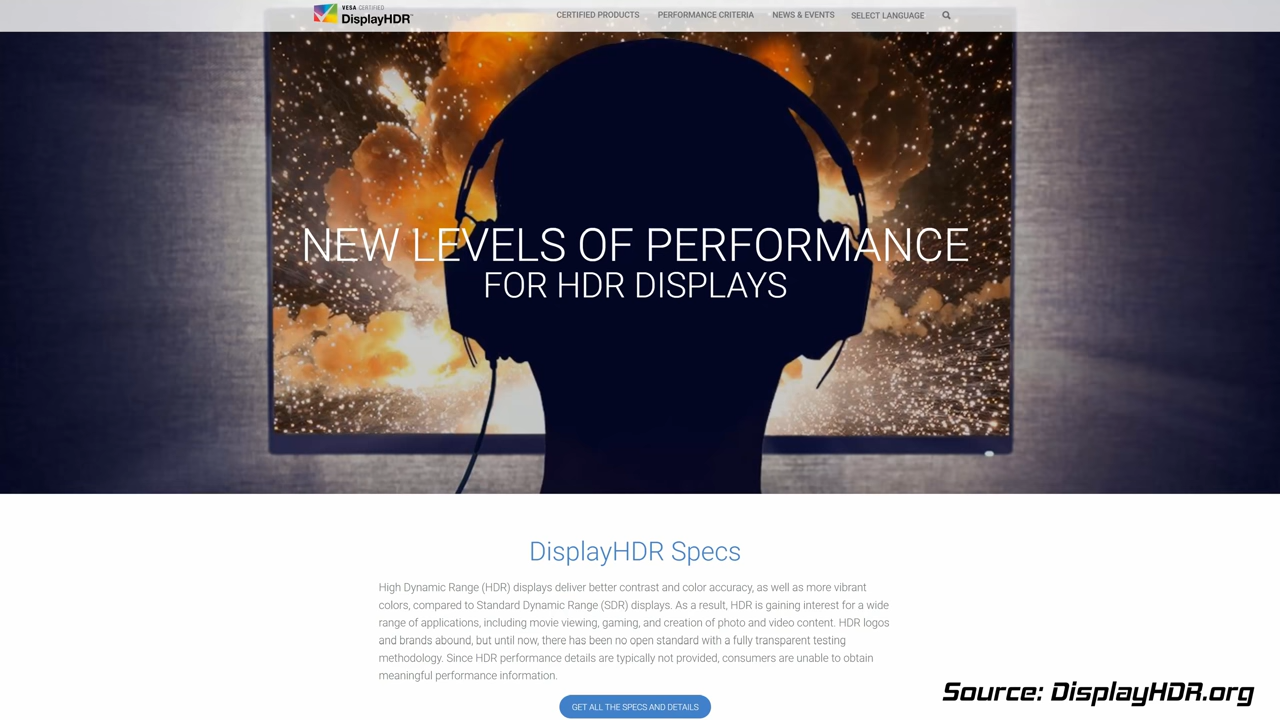 VESA CERTIFIED
DisplayHDR™
CERTIFIED PRODUCTS PERFORMANCE CRITERIA NEWS & EVENTS SELECT LANGUAGE
NEW LEVELS OF PERFORMANCE
FOR HDR DISPLAYS
DisplayHDR Specs
High Dynamic Range (HDR) displays deliver better contrast and color accuracy, as well as more vibrant
colors, compared to Standard Dynamic Range (SDR) displays. As a result, HDR is gaining interest for a wide
range of applications, including movie viewing, gaming, and creation of photo and video content. HDR logos
and brands abound, but until now, there has been no open standard with a fully transparent testing
methodology. Since HDR performance details are typically not provided, consumers are unable to obtain
meaningful performance information.
GET ALL THE SPECS AND DETAILS
Source: DisplayHDR.org